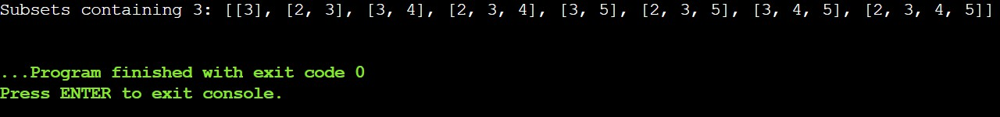 Subsets containing 3: [[3], [2, 3], [3, 4], [2, 3, 4], [3, 5], [2, 3, 5], [3, 4, 5], [2, 3, 4, 5]]
...Program finished with exit code 0
Press ENTER to exit console.